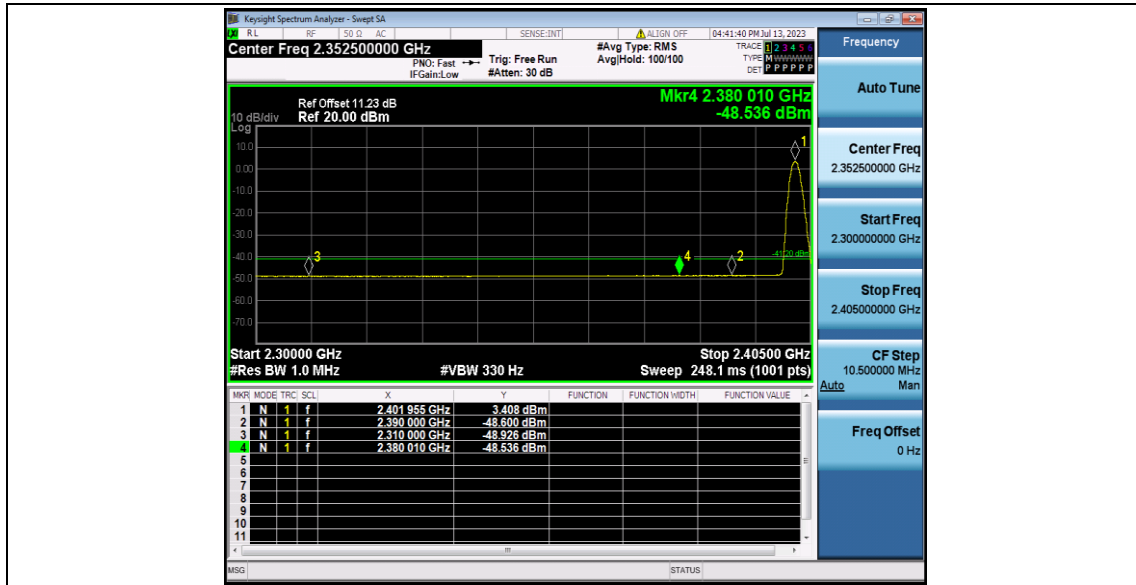 Keysight Spectrum Analyzer - Swept SA
RL RF 50 Ω AC SENSE:INT ALIGN OFF 04:41:40 PM Jul 13, 2023
Center Freq 2.352500000 GHz
PNO: Fast
IFGain:Low
Trig: Free Run
#Atten: 30 dB
#Avg Type: RMS
Avg|Hold: 100/100
TRACE 1 2 3 4 5 6
TYPE M WWWWW
DET P P P P P P
Ref Offset 11.23 dB
Ref 20.00 dBm
10 dB/div
Log
Mkr4 2.380 010 GHz
-48.536 dBm
10.0
0.00
-10.0
-20.0
-30.0
-40.0
-50.0
-60.0
-70.0
1
3
4
2
-41.20 dBm
Start 2.30000 GHz
Stop 2.40500 GHz
#Res BW 1.0 MHz
#VBW 330 Hz
Sweep 248.1 ms (1001 pts)
MKR MODE TRC SCL X Y FUNCTION FUNCTION WIDTH FUNCTION VALUE
1 N 1 f 2.401 955 GHz 3.408 dBm
2 N 1 f 2.390 000 GHz -48.600 dBm
3 N 1 f 2.310 000 GHz -48.926 dBm
4 N 1 f 2.380 010 GHz -48.536 dBm
5
6
7
8
9
10
11
MSG
STATUS
Frequency
Auto Tune
Center Freq
2.352500000 GHz
Start Freq
2.300000000 GHz
Stop Freq
2.405000000 GHz
CF Step
10.500000 MHz
Auto Man
Freq Offset
0 Hz